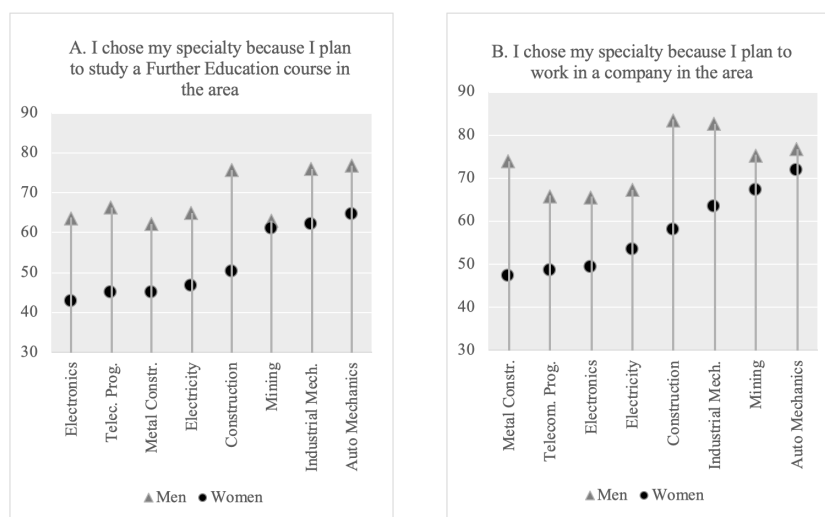 A. I chose my specialty because I plan
to study a Further Education course in
the area
90
80
70
60
50
40
30
Electronics
Telec. Prog.
Metal Constr.
Electricity
Construction
Mining
Industrial Mech.
Auto Mechanics
Men Women
B. I chose my specialty because I plan to
work in a company in the area
90
80
70
60
50
40
30
Metal Constr.
Telecom. Prog.
Electronics
Electricity
Construction
Industrial Mech.
Mining
Auto Mechanics
Men Women